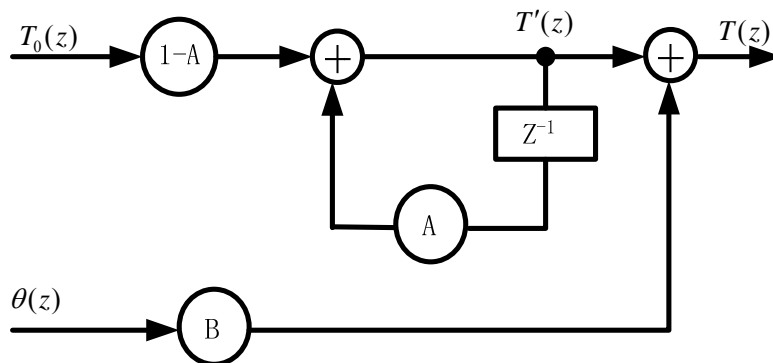 T₀(z)
1-A
+
T′(z)
+
T(z)
Z⁻¹
A
θ(z)
B